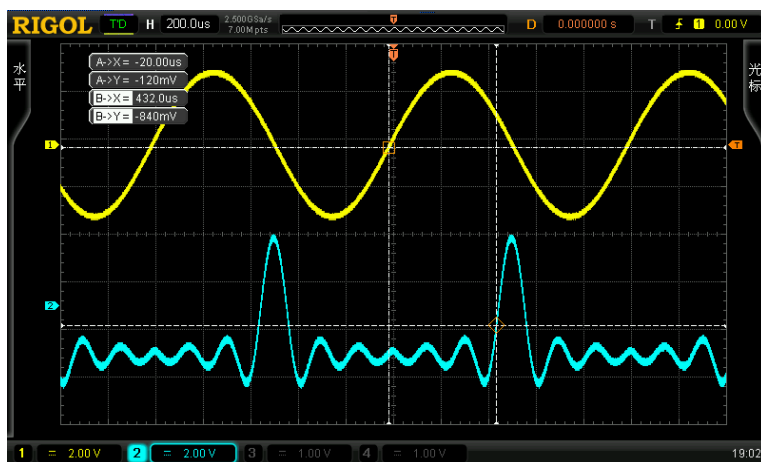 RIGOL T'D H 200.0us 2.500GSa/s 7.00Mpts D 0.000000 s T 1 0.00 V
水平
光标
A->X= -20.00us
A->Y= -120mV
B->X= 432.0us
B->Y= -840mV
T
1
T
2
1 = 2.00 V 2 = 2.00 V 3 = 1.00 V 4 = 1.00 V 19:02